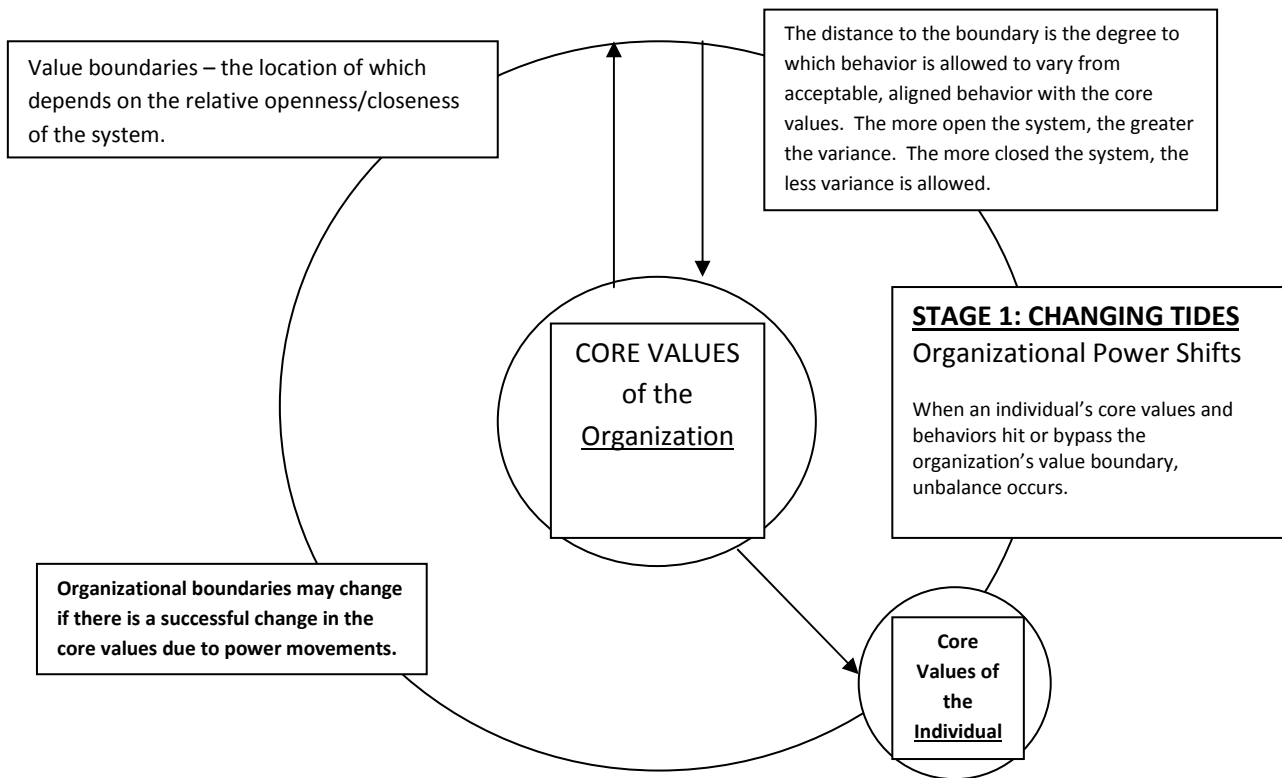 Value boundaries – the location of which
depends on the relative openness/closeness
of the system.
The distance to the boundary is the degree to
which behavior is allowed to vary from
acceptable, aligned behavior with the core
values.  The more open the system, the greater
the variance.  The more closed the system, the
less variance is allowed.
CORE VALUES
of the
Organization
STAGE 1: CHANGING TIDES
Organizational Power Shifts
When an individual’s core values and
behaviors hit or bypass the
organization’s value boundary,
unbalance occurs.
Organizational boundaries may change
if there is a successful change in the
core values due to power movements.
Core
Values of
the
Individual